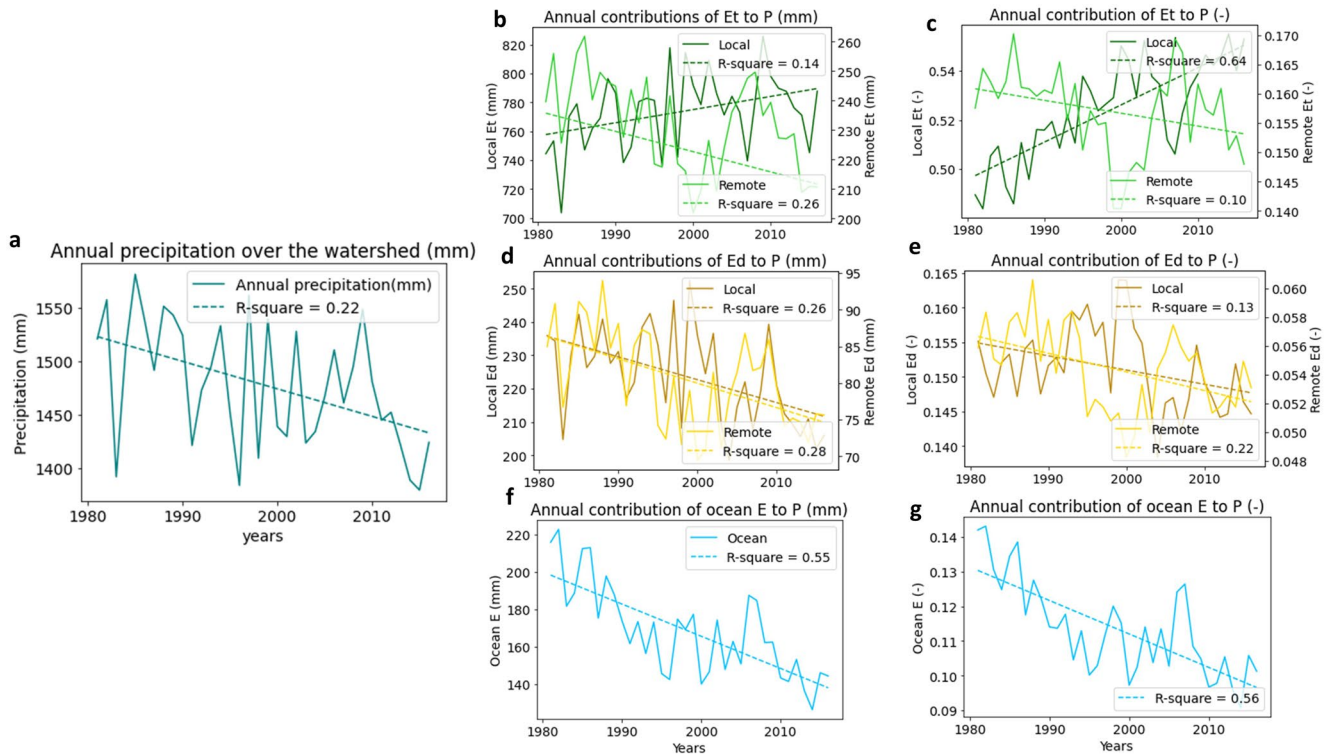 a
Annual precipitation over the watershed (mm)
Annual precipitation(mm)
R-square = 0.22
Precipitation (mm)
1550
1500
1450
1400
1980
1990
2000
2010
years
b
Annual contributions of Et to P (mm)
Local
R-square = 0.14
Remote
R-square = 0.26
Local Et (mm)
820
800
780
760
740
720
700
Remote Et (mm)
260
250
240
230
220
210
200
1980
1990
2000
2010
c
Annual contribution of Et to P (-)
Local
R-square = 0.64
Remote
R-square = 0.10
Local Et (-)
0.54
0.52
0.50
Remote Et (-)
0.170
0.165
0.160
0.155
0.150
0.145
0.140
1980
1990
2000
2010
d
Annual contributions of Ed to P (mm)
Local
R-square = 0.26
Remote
R-square = 0.28
Local Ed (mm)
250
240
230
220
210
200
Remote Ed (mm)
95
90
85
80
75
70
1980
1990
2000
2010
e
Annual contribution of Ed to P (-)
Local
R-square = 0.13
Remote
R-square = 0.22
Local Ed (-)
0.165
0.160
0.155
0.150
0.145
0.140
Remote Ed (-)
0.060
0.058
0.056
0.054
0.052
0.050
0.048
1980
1990
2000
2010
f
Annual contribution of ocean E to P (mm)
Ocean
R-square = 0.55
Ocean E (mm)
220
200
180
160
140
1980
1990
2000
2010
Years
g
Annual contribution of ocean E to P (-)
R-square = 0.56
Ocean E (-)
0.14
0.13
0.12
0.11
0.10
0.09
1980
1990
2000
2010
Years